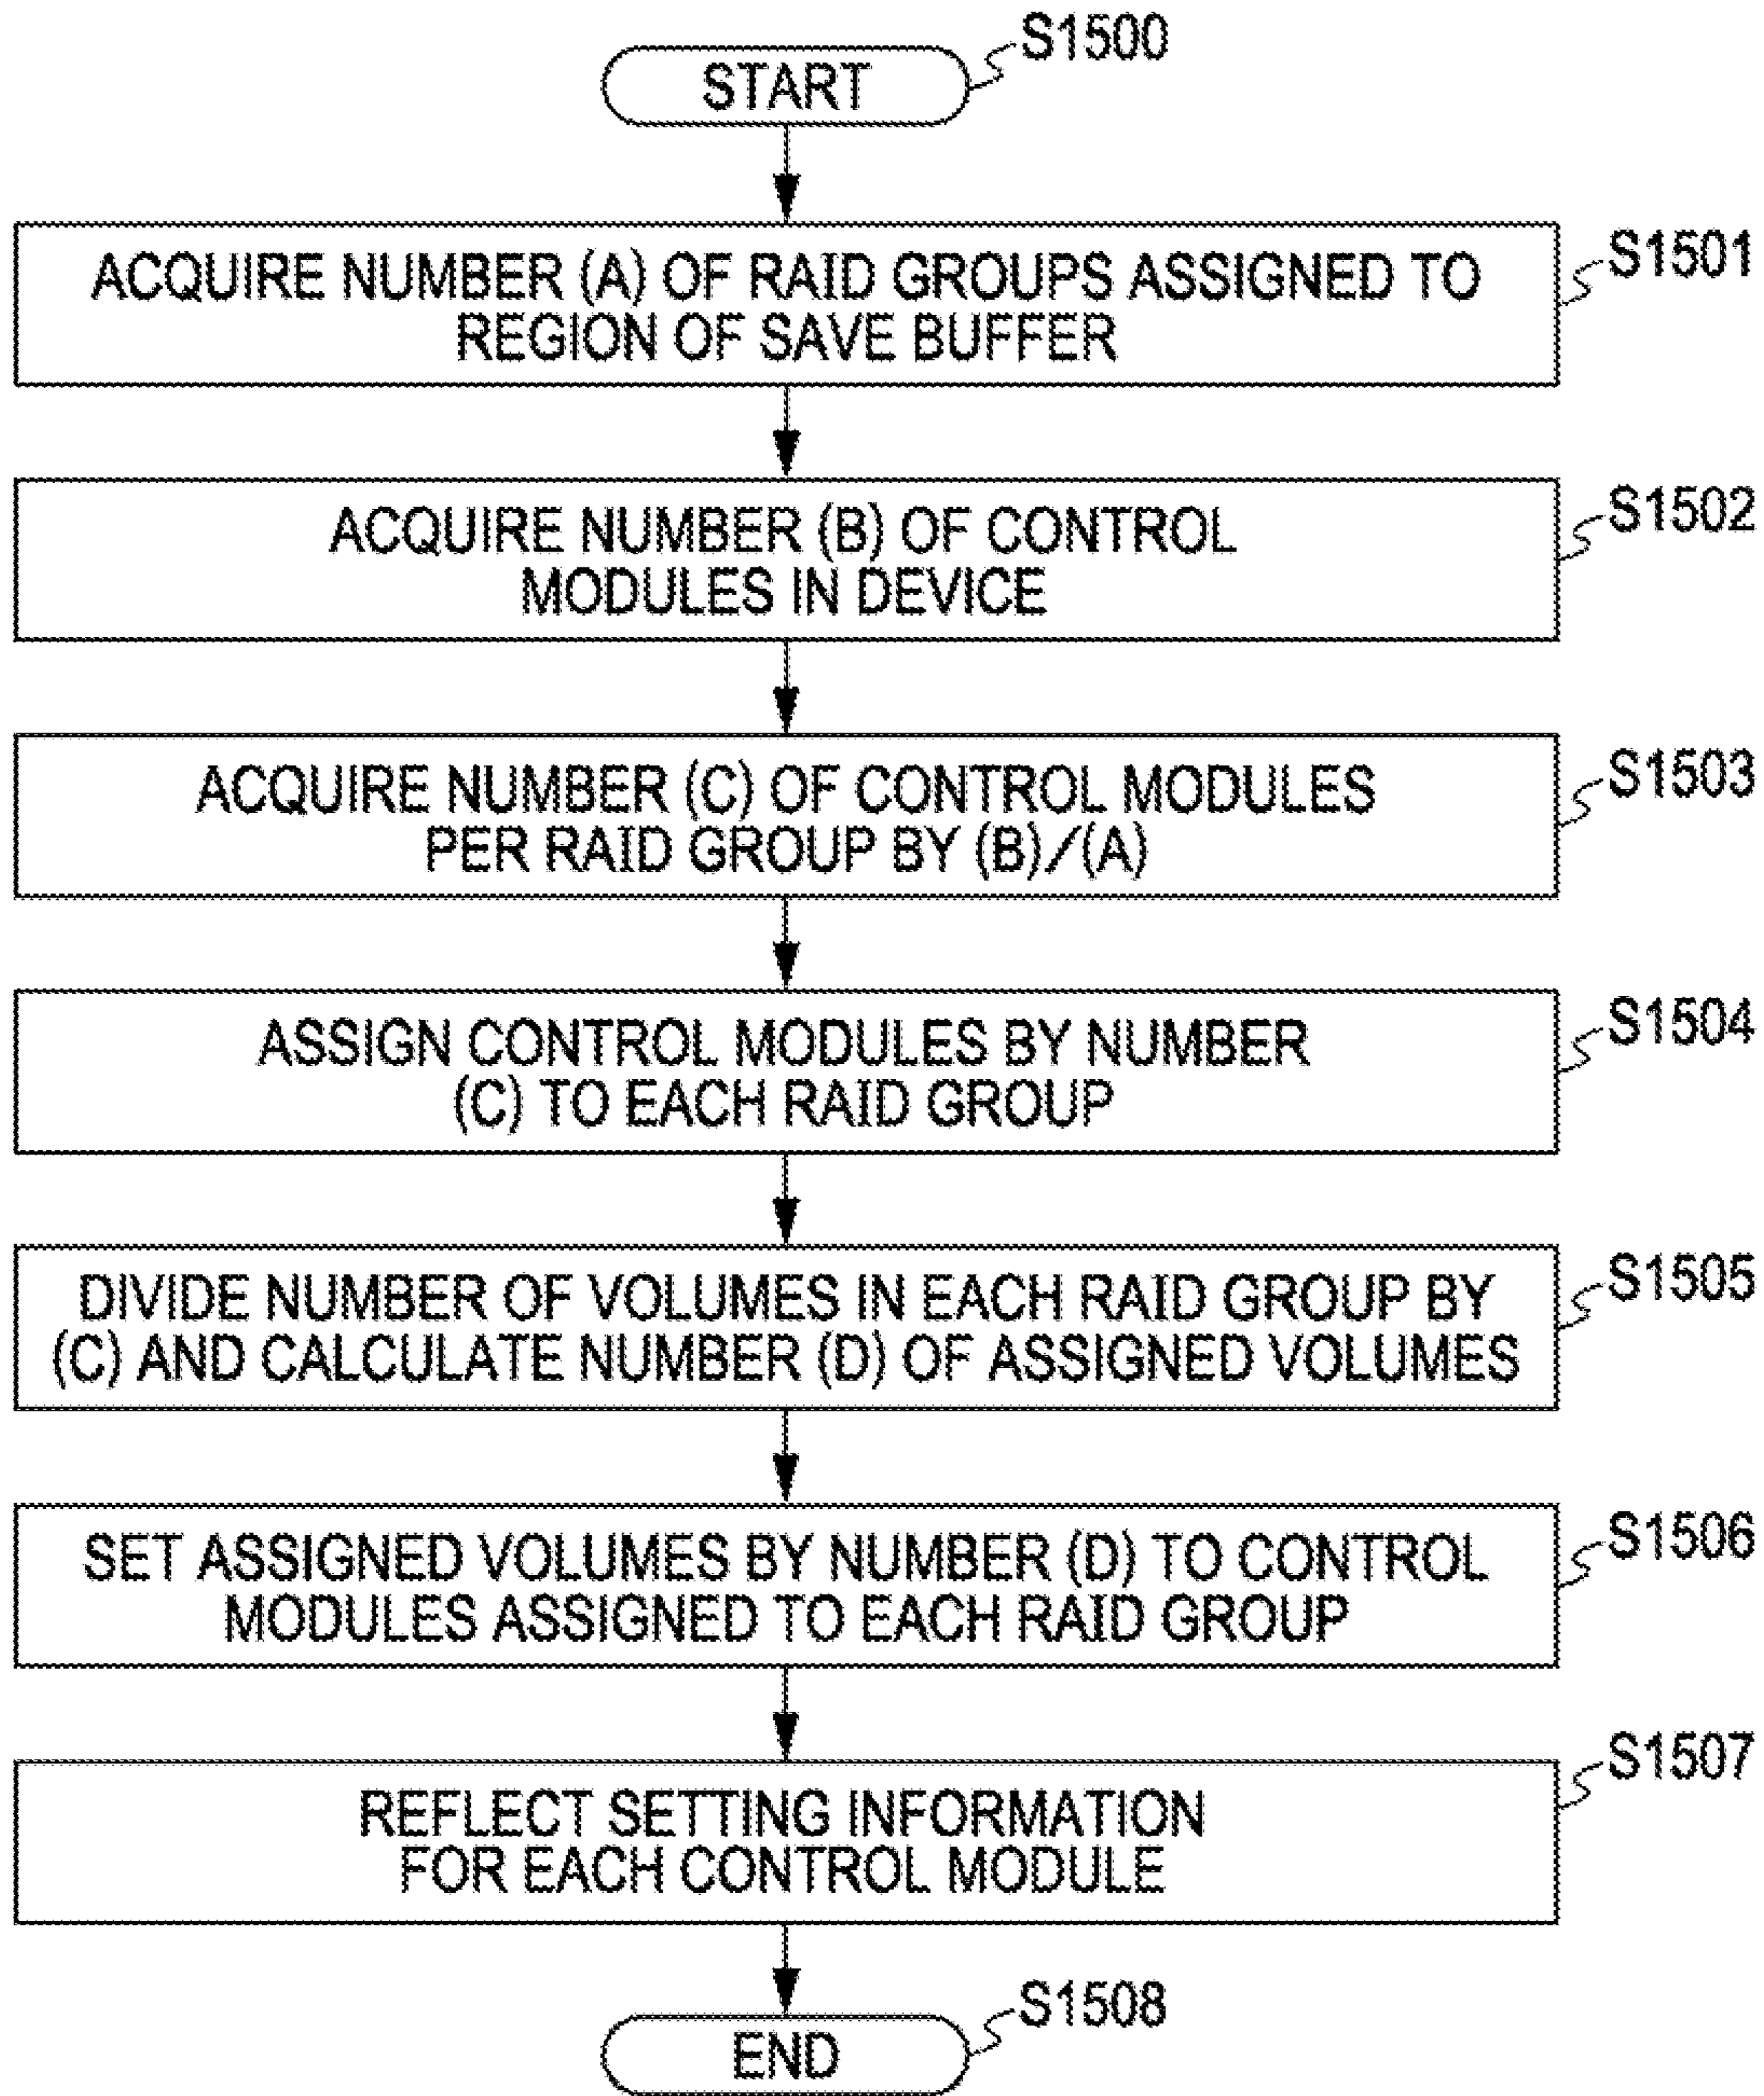 START
S1500
ACQUIRE NUMBER (A) OF RAID GROUPS ASSIGNED TO
REGION OF SAVE BUFFER
S1501
ACQUIRE NUMBER (B) OF CONTROL
MODULES IN DEVICE
S1502
ACQUIRE NUMBER (C) OF CONTROL MODULES
PER RAID GROUP BY (B)/(A)
S1503
ASSIGN CONTROL MODULES BY NUMBER
(C) TO EACH RAID GROUP
S1504
DIVIDE NUMBER OF VOLUMES IN EACH RAID GROUP BY
(C) AND CALCULATE NUMBER (D) OF ASSIGNED VOLUMES
S1505
SET ASSIGNED VOLUMES BY NUMBER (D) TO CONTROL
MODULES ASSIGNED TO EACH RAID GROUP
S1506
REFLECT SETTING INFORMATION
FOR EACH CONTROL MODULE
S1507
END
S1508